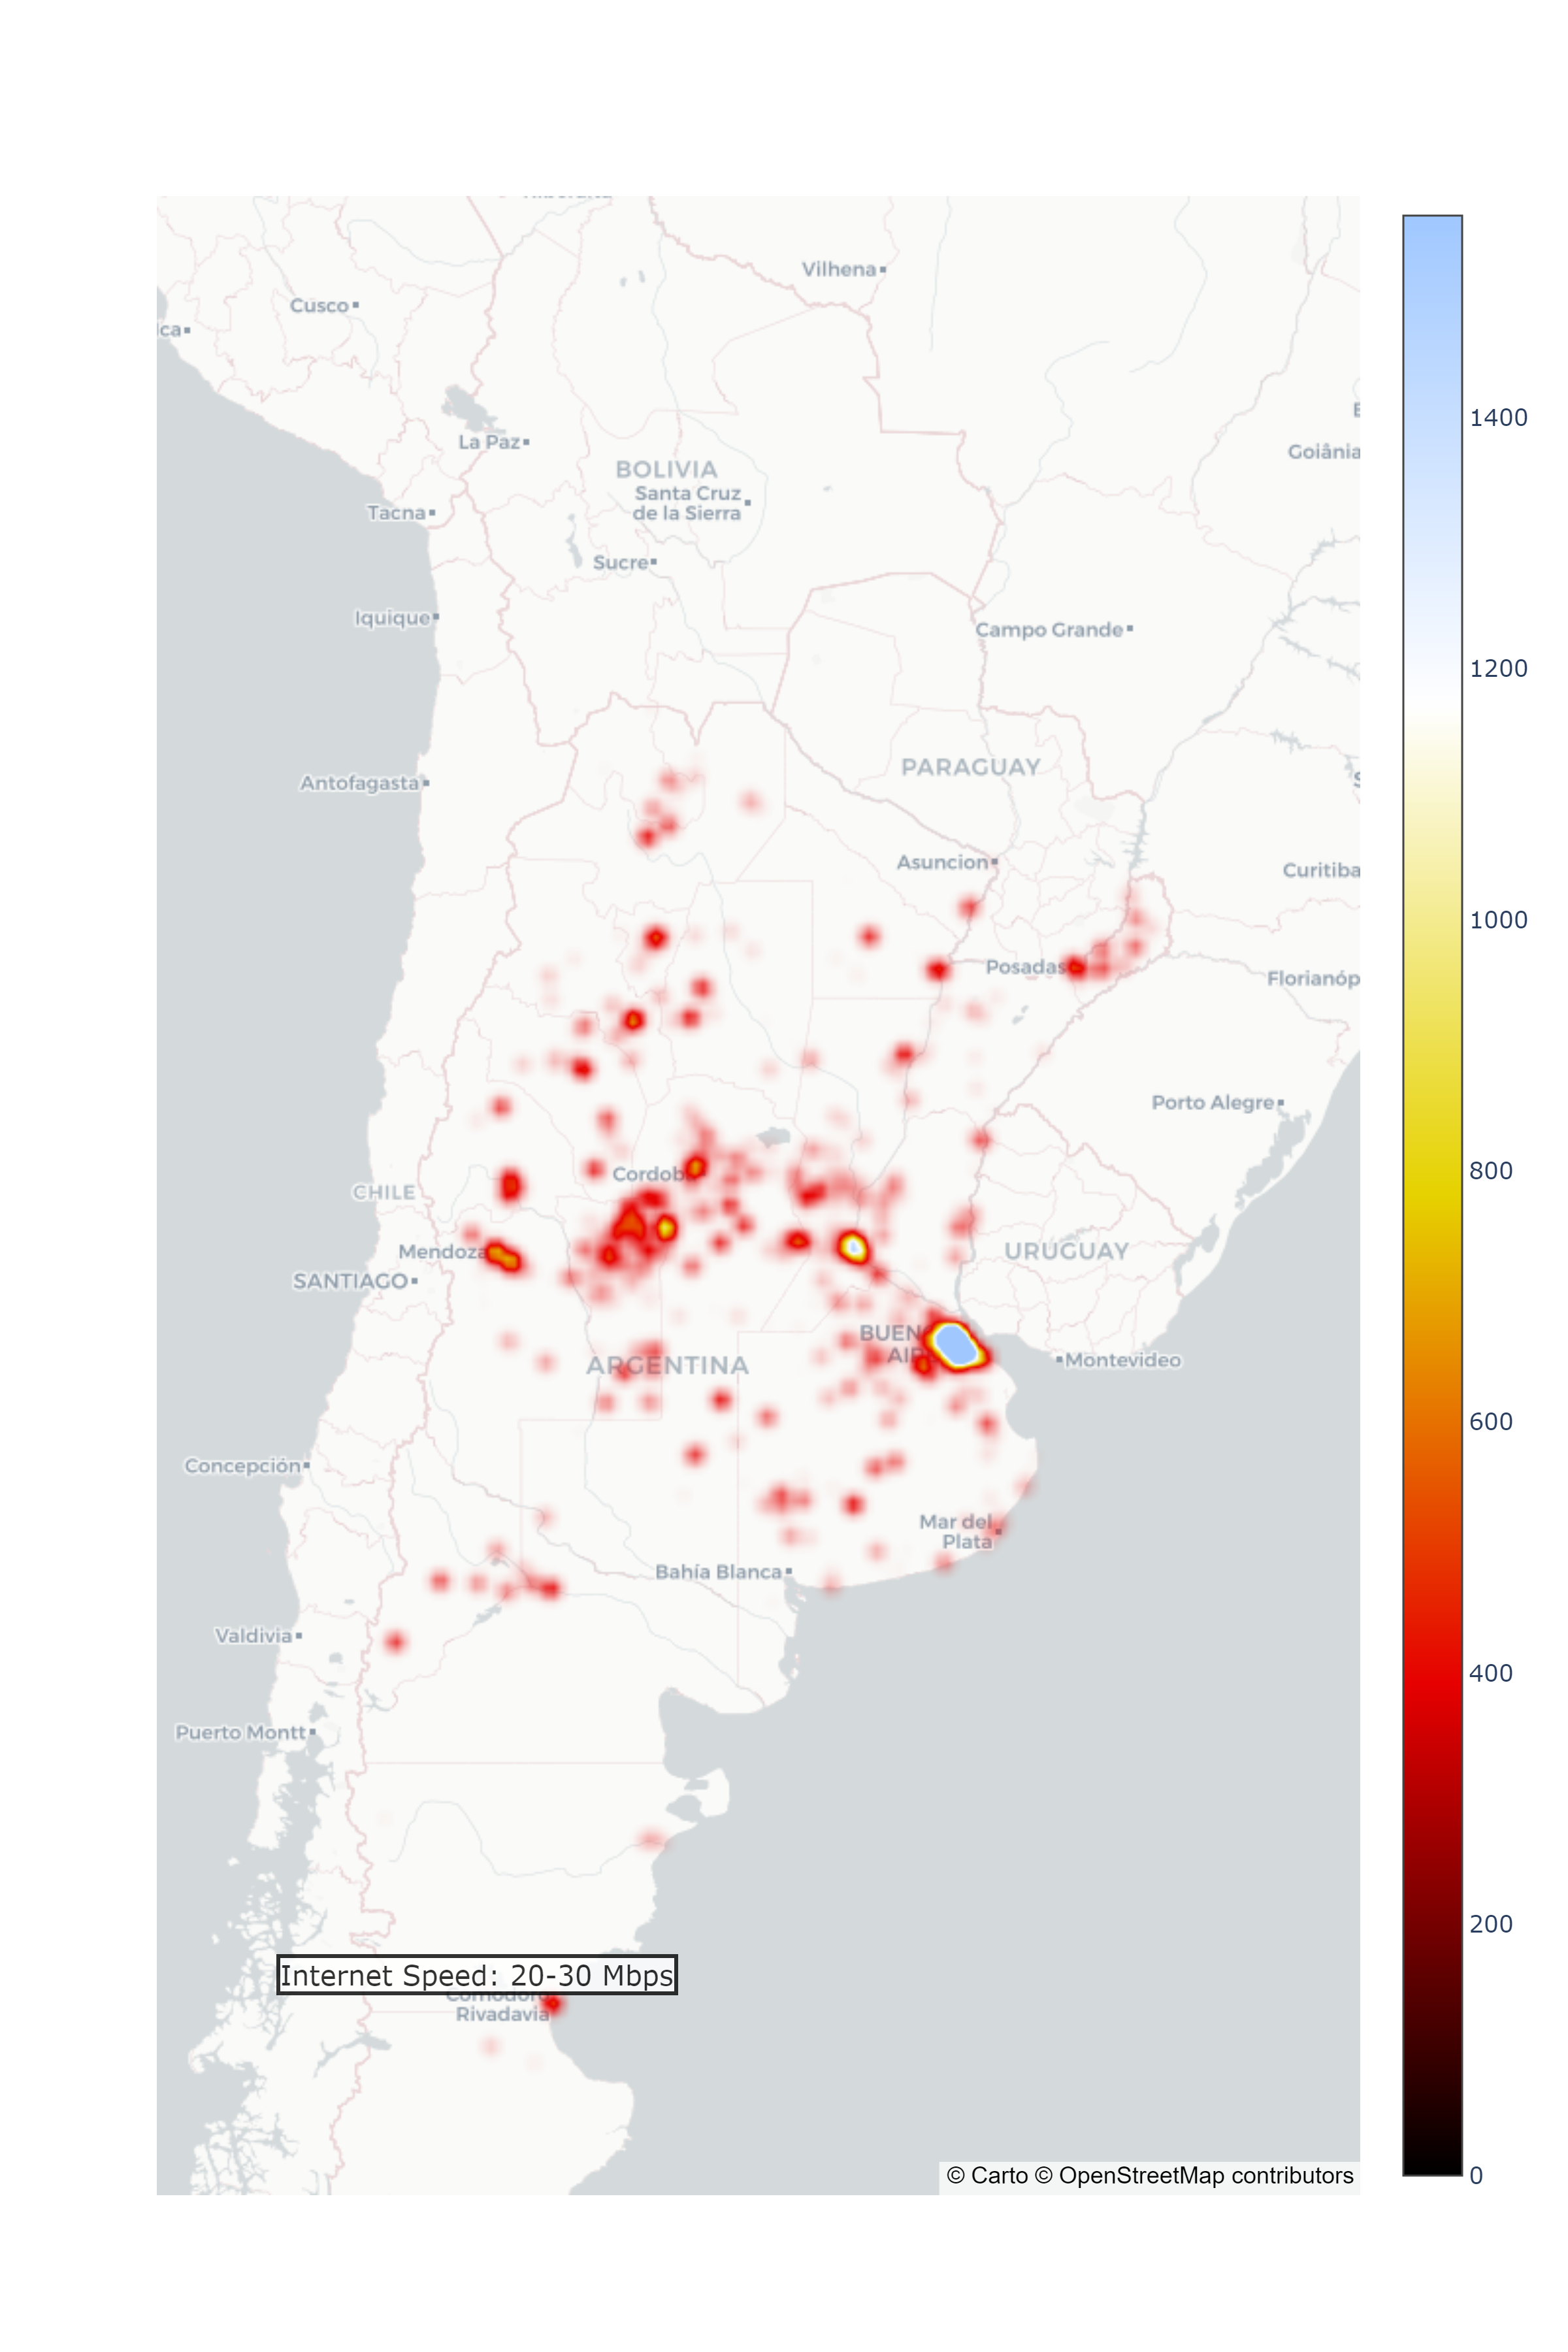 Vilhena
Cusco
ica
La Paz
Goiânia
BOLIVIA
Santa Cruz
de la Sierra
Tacna
Sucre
Iquique
Campo Grande
PARAGUAY
Antofagasta
Asuncion
Curitiba
Posadas
Florianóp
Porto Alegre
Cordob
CHILE
Mendoza
URUGUAY
SANTIAGO
BUEN
AI
Montevideo
ARGENTINA
Concepción
Mar del
Plata
Bahía Blanca
Valdivia
Puerto Montt
Internet Speed: 20-30 Mbps
Comodoro
Rivadavia
© Carto © OpenStreetMap contributors
1400
1200
1000
800
600
400
200
0